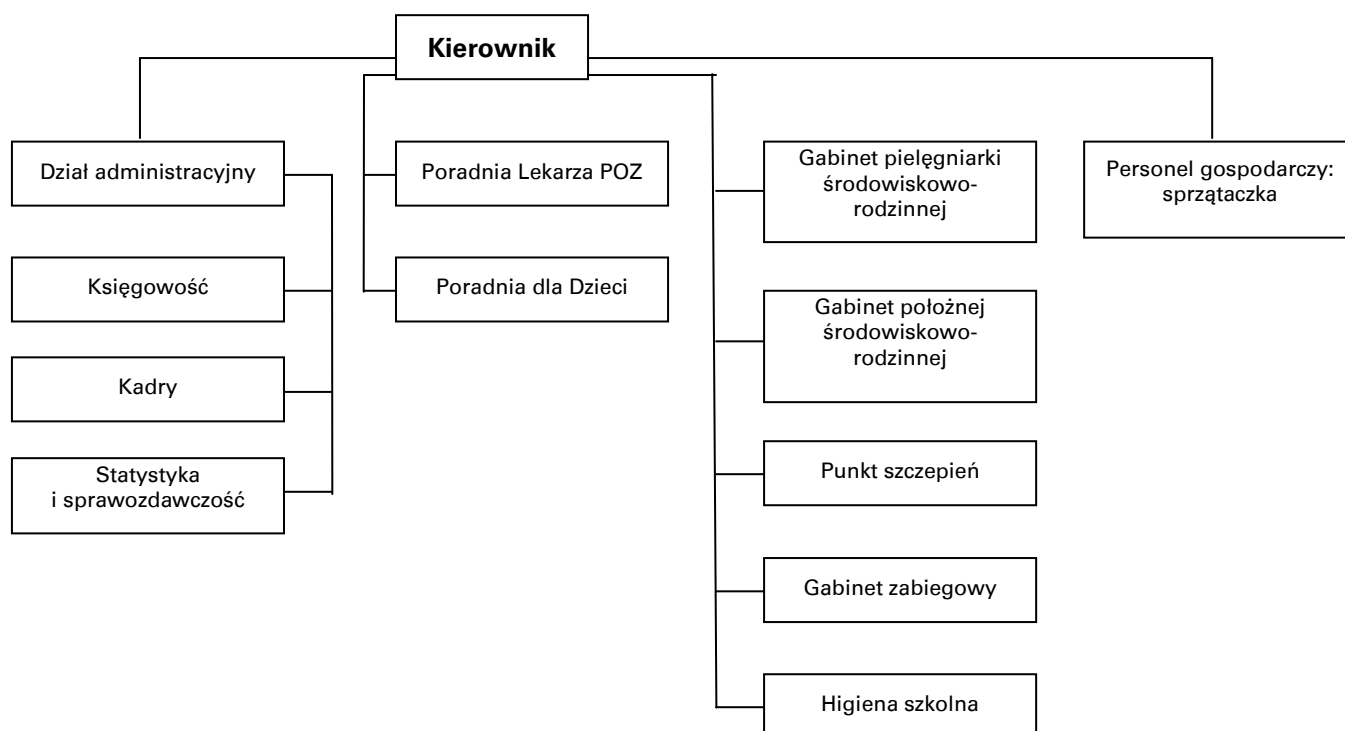 Kierownik
Dział administracyjny
Księgowość
Kadry
Statystyka
i sprawozdawczość
Poradnia Lekarza POZ
Poradnia dla Dzieci
Gabinet pielęgniarki
środowiskowo-
rodzinnej
Gabinet położnej
środowiskowo-
rodzinnej
Punkt szczepień
Gabinet zabiegowy
Higiena szkolna
Personel gospodarczy:
sprzątaczka